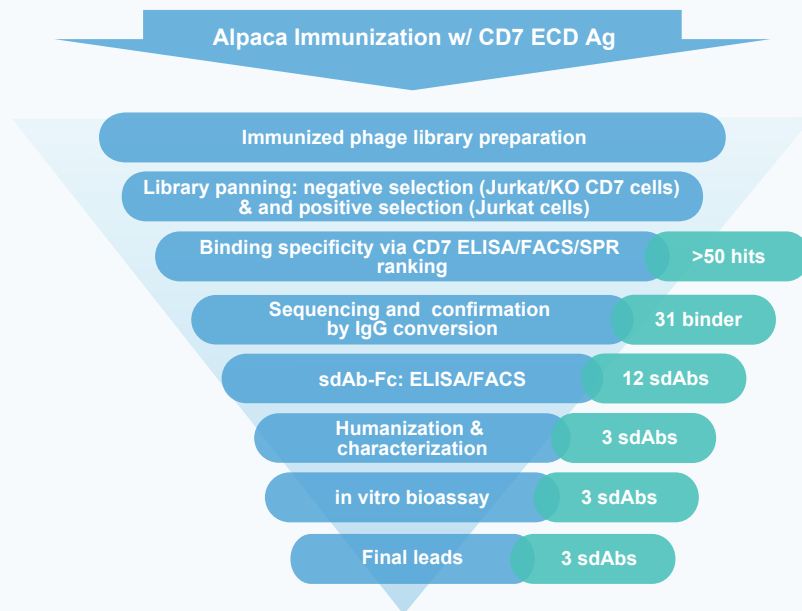 Alpaca Immunization w/ CD7 ECD Ag
Immunized phage library preparation
Library panning: negative selection (Jurkat/KO CD7 cells)
& and positive selection (Jurkat cells)
Binding specificity via CD7 ELISA/FACS/SPR
ranking
>50 hits
Sequencing and confirmation
by IgG conversion
31 binder
sdAb-Fc: ELISA/FACS
12 sdAbs
Humanization &
characterization
3 sdAbs
in vitro bioassay
3 sdAbs
Final leads
3 sdAbs